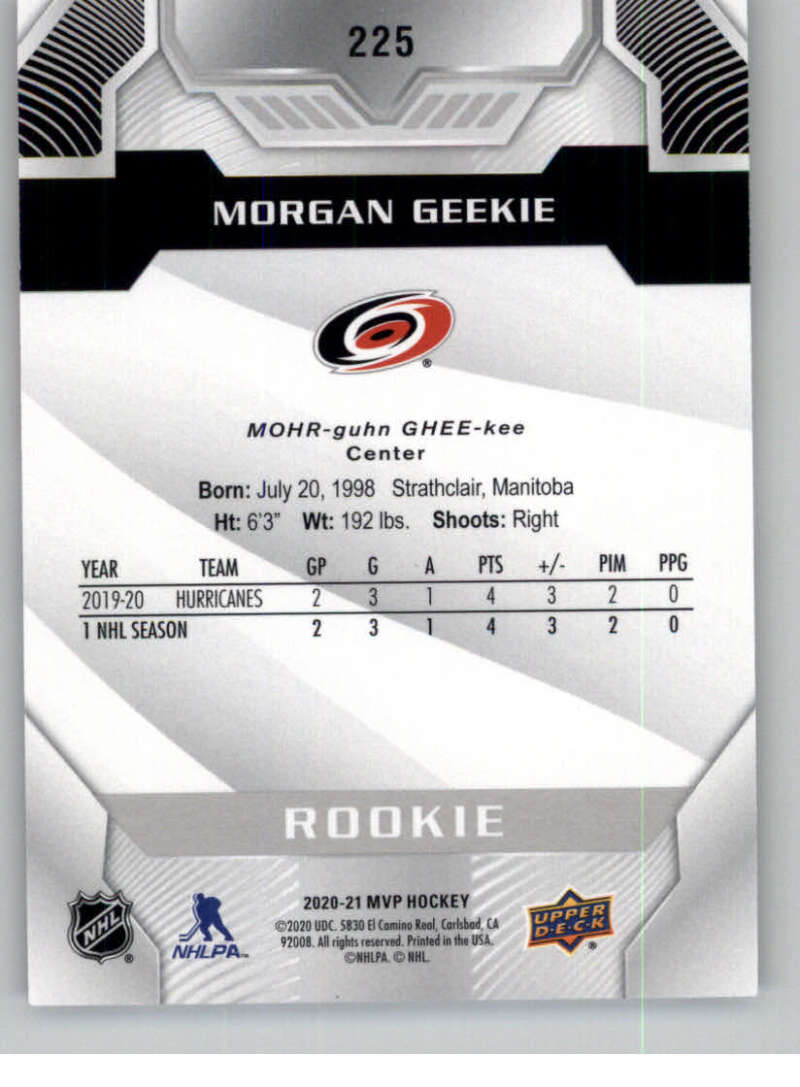 225
MORGAN GEEKIE
®
MOHR-guhn GHEE-kee
Center
Born: July 20, 1998 Strathclair, Manitoba
Ht: 6'3" Wt: 192 lbs. Shoots: Right
YEAR TEAM GP G A PTS +/- PIM PPG
2019-20 HURRICANES 2 3 1 4 3 2 0
1 NHL SEASON 2 3 1 4 3 2 0
ROOKIE
NHL ®
NHLPA™
2020-21 MVP HOCKEY
©2020 UDC. 5830 El Camino Real, Carlsbad, CA
92008. All rights reserved. Printed in the USA.
©NHLPA. © NHL.
UPPER
D·E·C·K ®